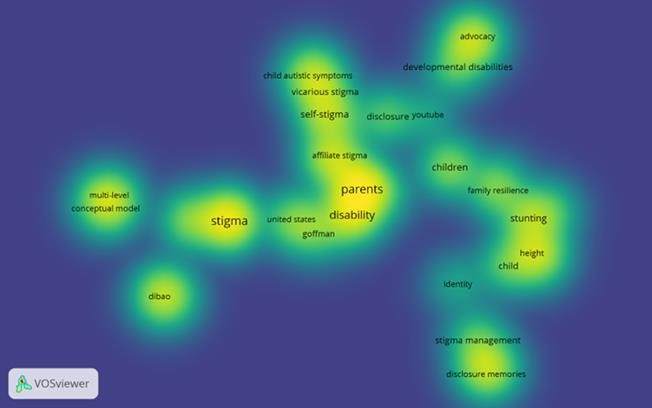 advocacy
developmental disabilities
child autistic symptoms
vicarious stigma
self-stigma
disclosure
youtube
affiliate stigma
children
parents
family resilience
multi-level
conceptual model
stigma
united states
disability
goffman
stunting
height
child
identity
dibao
stigma management
disclosure memories
VOSviewer